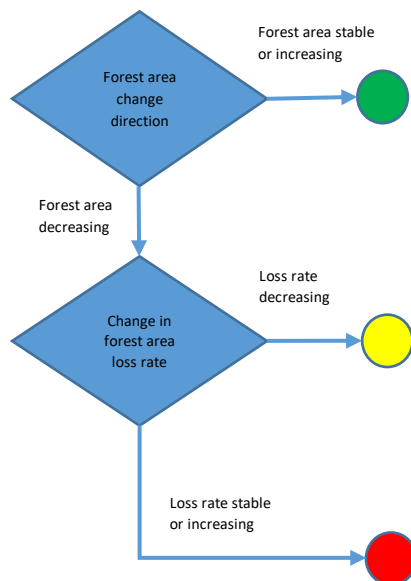 Forest area stable
or increasing
Forest area
change
direction
Forest area
decreasing
Loss rate
decreasing
Change in
forest area
loss rate
Loss rate stable
or increasing